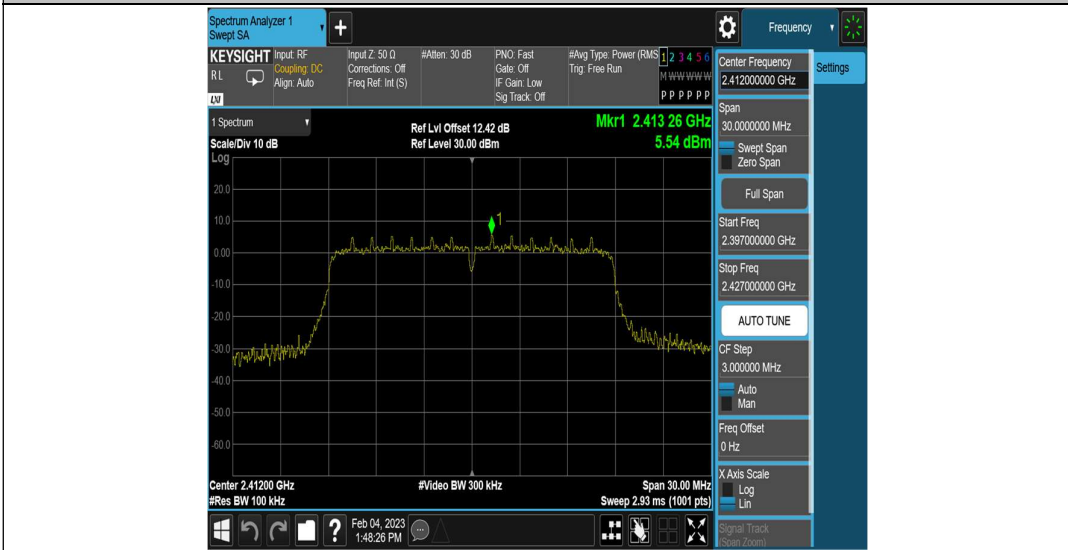 Spectrum Analyzer 1
Swept SA
+
Frequency
KEYSIGHT
RL
LXI
Input: RF
Coupling: DC
Align: Auto
Input Z: 50 Ω
Corrections: Off
Freq Ref: Int (S)
#Atten: 30 dB
PNO: Fast
Gate: Off
IF Gain: Low
Sig Track: Off
#Avg Type: Power (RMS
Trig: Free Run
1 2 3 4 5 6
M W W W W W
P P P P P P
Center Frequency
2.412000000 GHz
Settings
Span
30.0000000 MHz
Swept Span
Zero Span
Full Span
Start Freq
2.397000000 GHz
Stop Freq
2.427000000 GHz
AUTO TUNE
CF Step
3.000000 MHz
Auto
Man
Freq Offset
0 Hz
X Axis Scale
Log
Lin
Signal Track
(Span Zoom)
1 Spectrum
Scale/Div 10 dB
Log
Ref Lvl Offset 12.42 dB
Ref Level 30.00 dBm
Mkr1 2.413 26 GHz
5.54 dBm
20.0
10.0
1
0.00
-10.0
-20.0
-30.0
-40.0
-50.0
-60.0
Center 2.41200 GHz
#Res BW 100 kHz
#Video BW 300 kHz
Span 30.00 MHz
Sweep 2.93 ms (1001 pts)
?
Feb 04, 2023
1:48:26 PM